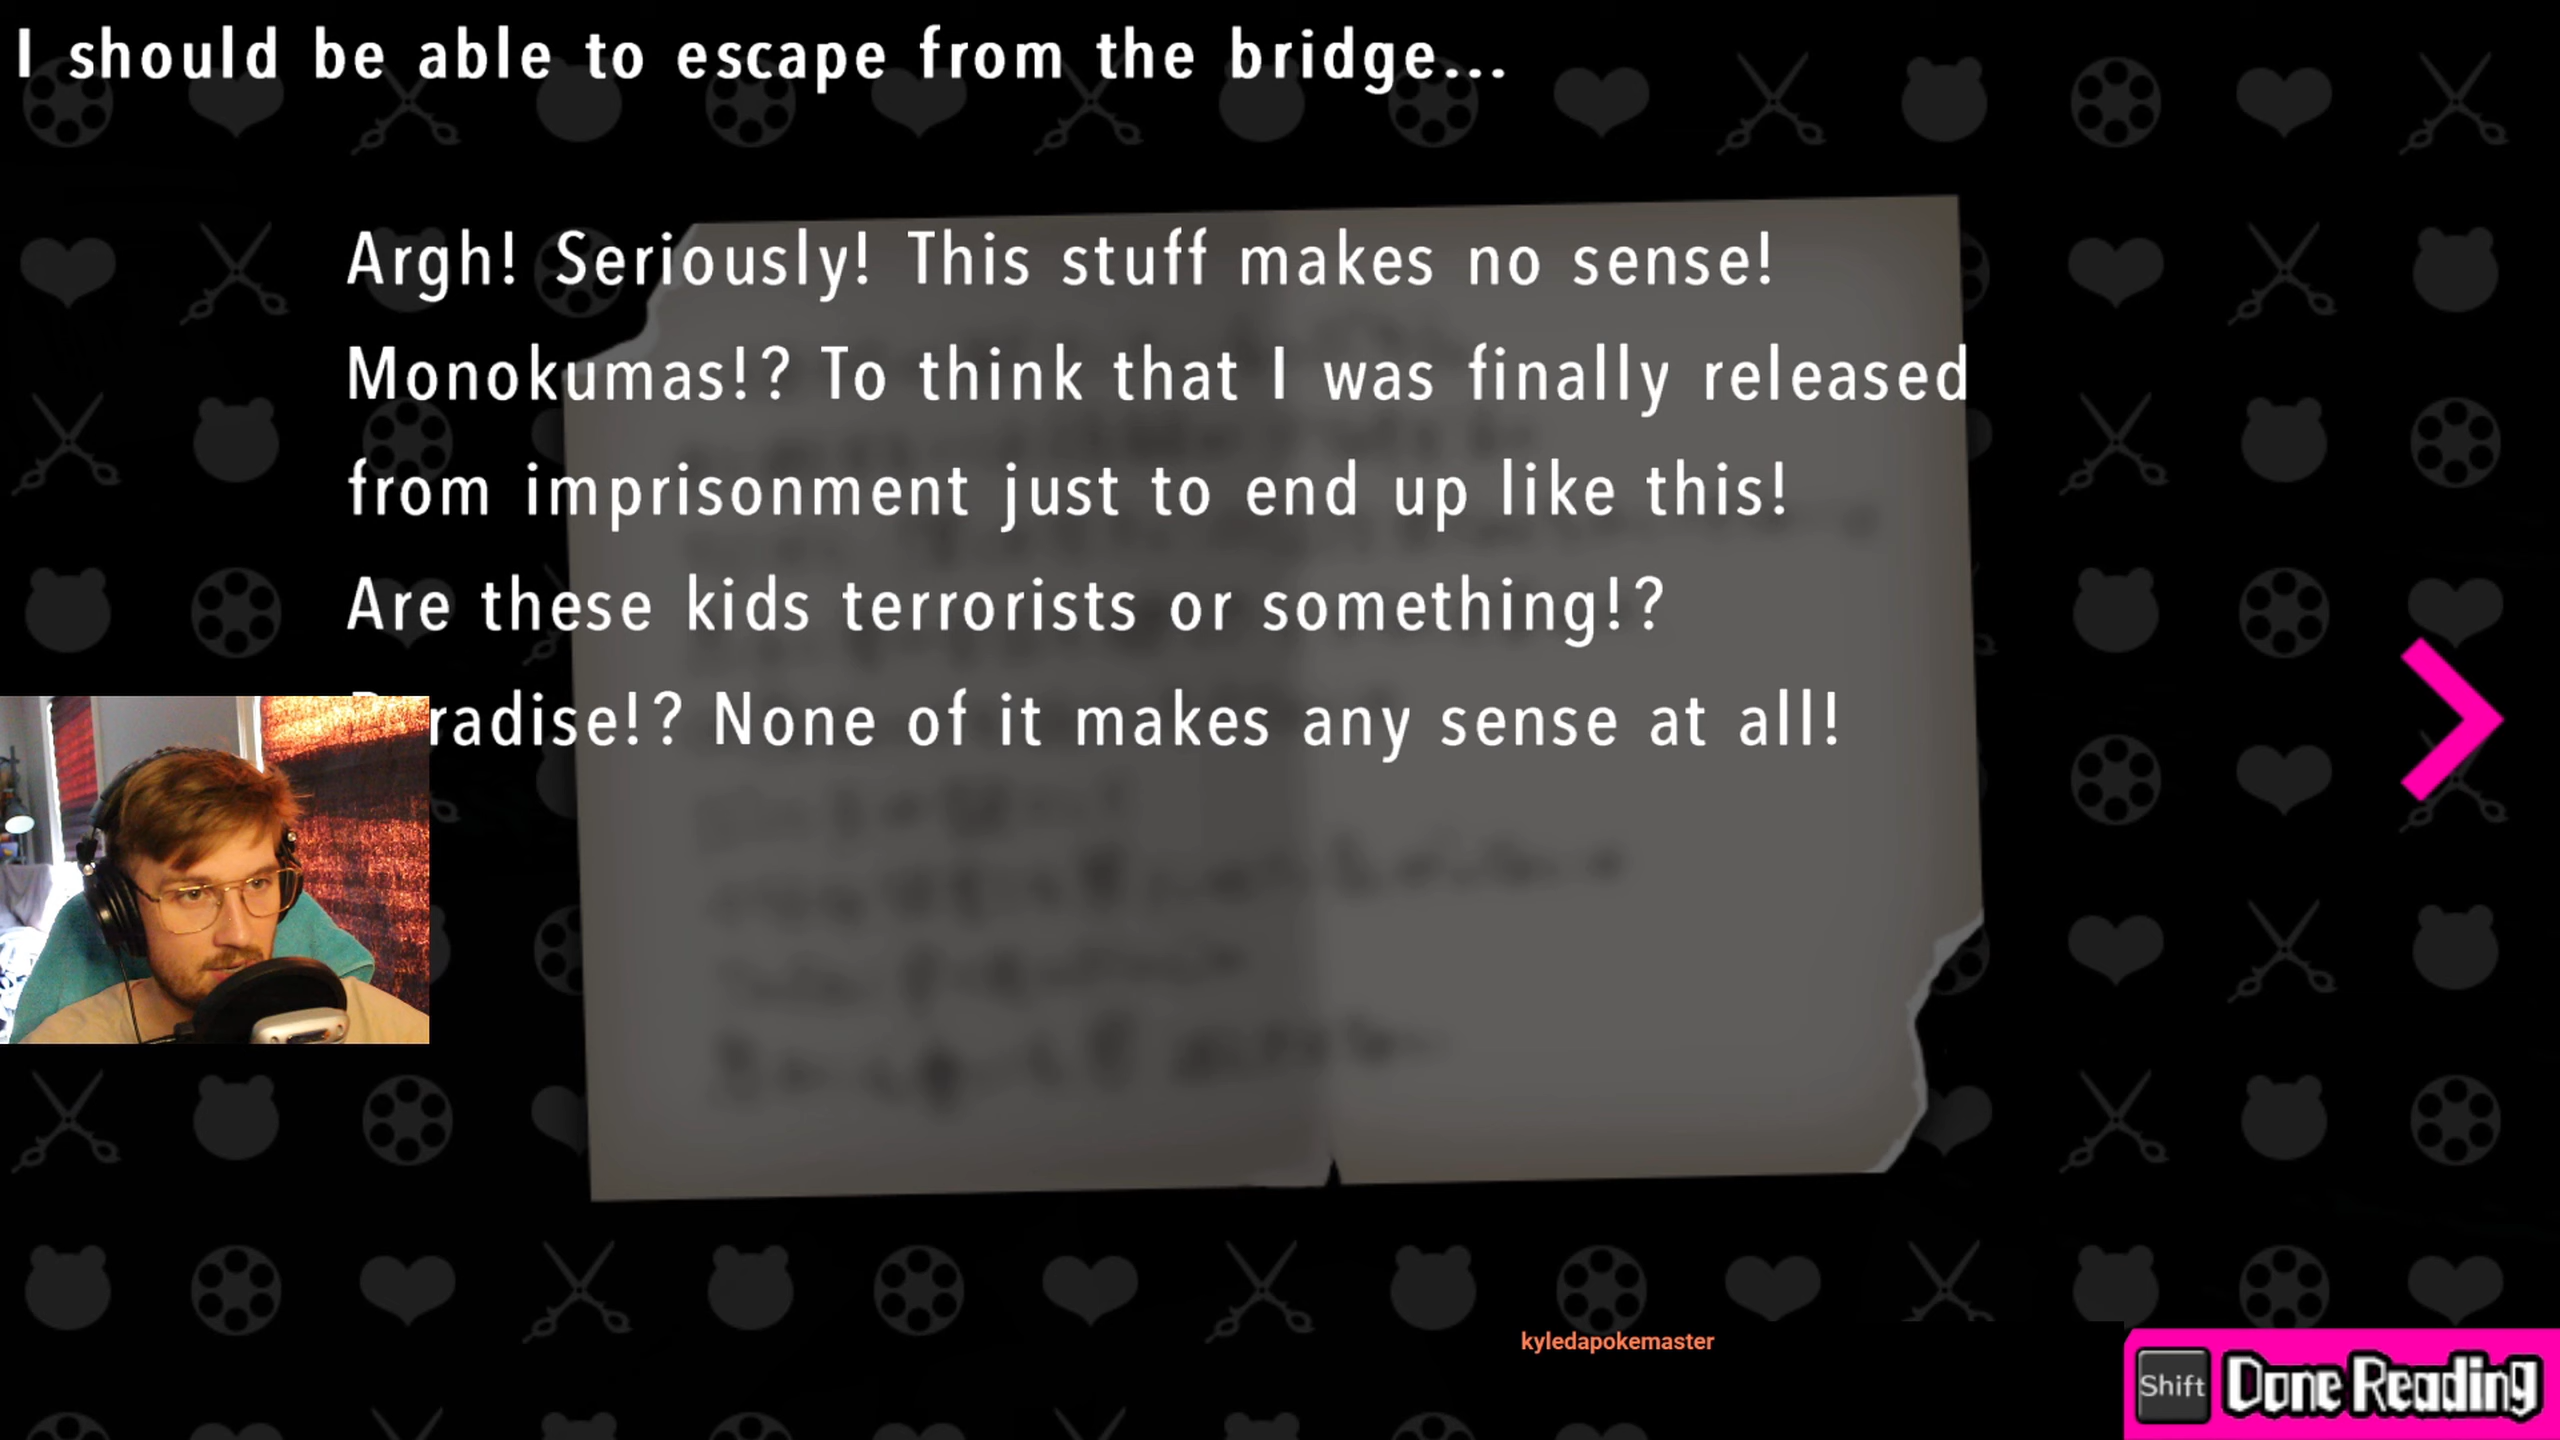 I should be able to escape from the bridge...
Argh! Seriously! This stuff makes no sense!
Monokumas!? To think that I was finally released
from imprisonment just to end up like this!
Are these kids terrorists or something!?
radise!? None of it makes any sense at all!
kyledapokemaster
Shift Done Reading